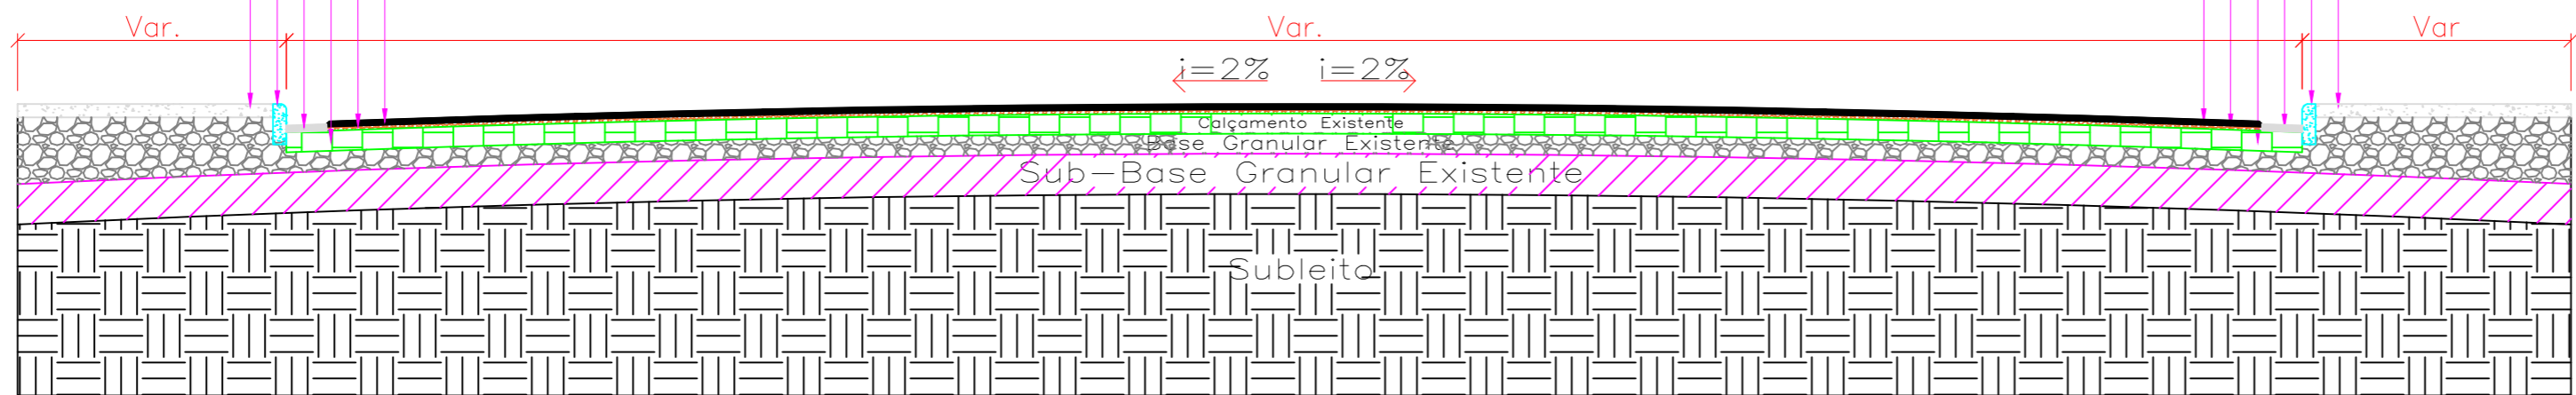 Var.
Var.
Var
i=2%
i=2%
Calçamento Existente
Base Granular Existente
Sub-Base Granular Existente
Subleito